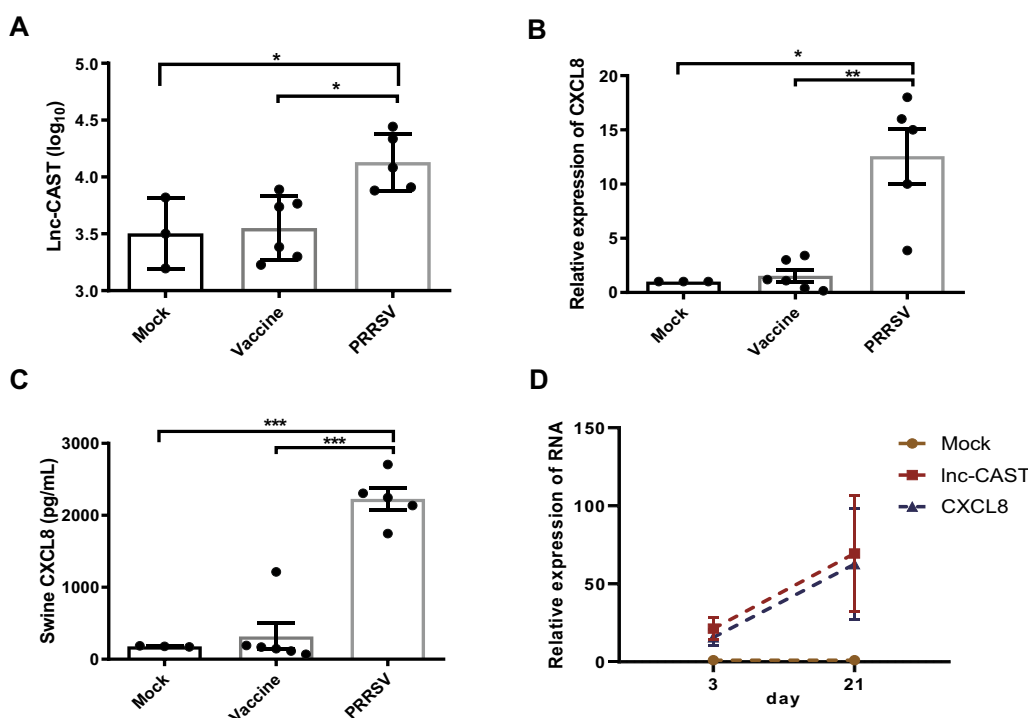 A
Lnc-CAST (log10)
5.0
4.5
4.0
3.5
3.0
*
*
Mock
Vaccine
PRRSV
B
Relative expression of CXCL8
20
15
10
5
0
*
**
Mock
Vaccine
PRRSV
C
Swine CXCL8 (pg/mL)
3000
2000
1000
0
***
***
Mock
Vaccine
PRRSV
D
Relative expression of RNA
150
100
50
0
3
21
day
Mock
lnc-CAST
CXCL8